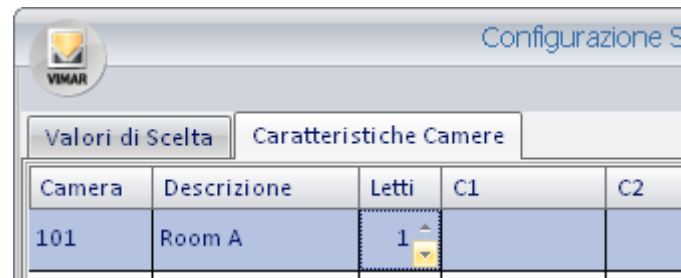 Configurazione S
VIMAR
Valori di Scelta Caratteristiche Camere
Camera Descrizione Letti C1 C2
101 Room A 1